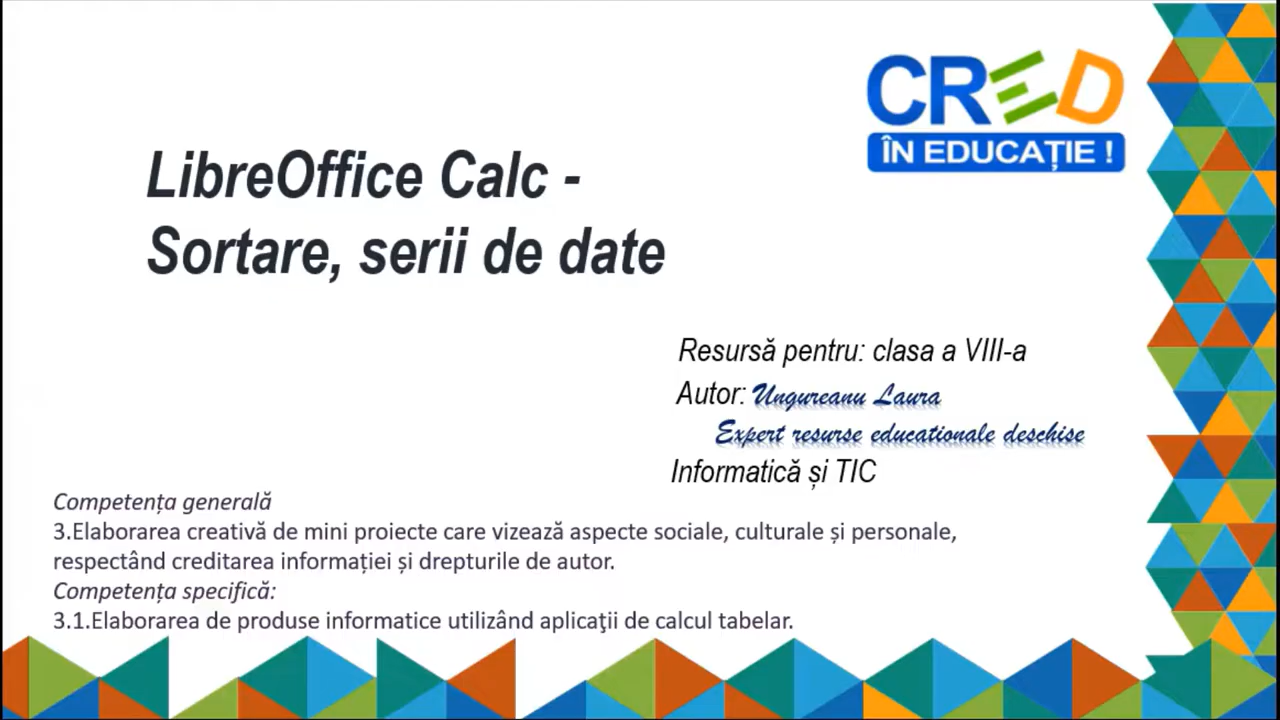 CRED
ÎN EDUCAȚIE !
LibreOffice Calc -
Sortare, serii de date
Resursă pentru: clasa a VIII-a
Autor: Ungureanu Laura
Expert resurse educationale deschise
Informatică și TIC
Competența generală
3.Elaborarea creativă de mini proiecte care vizează aspecte sociale, culturale și personale,
respectând creditarea informației și drepturile de autor.
Competența specifică:
3.1.Elaborarea de produse informatice utilizând aplicaţii de calcul tabelar.